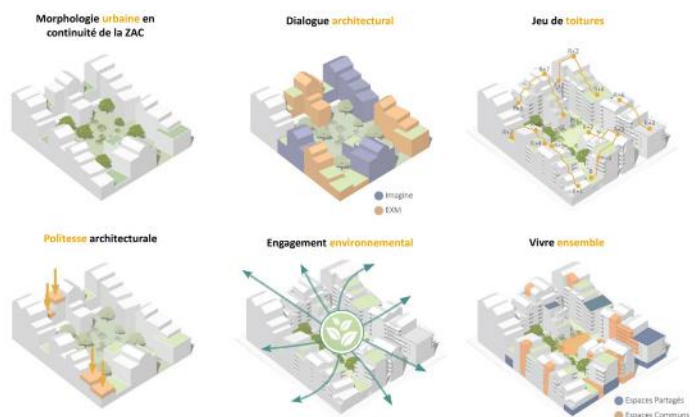 Morphologie urbaine en
continuité de la ZAC
Dialogue architectural
Jeu de toitures
Imagine
EXM
Politesse architecturale
Engagement environnemental
Vivre ensemble
Espaces Partagés
Espaces Communs